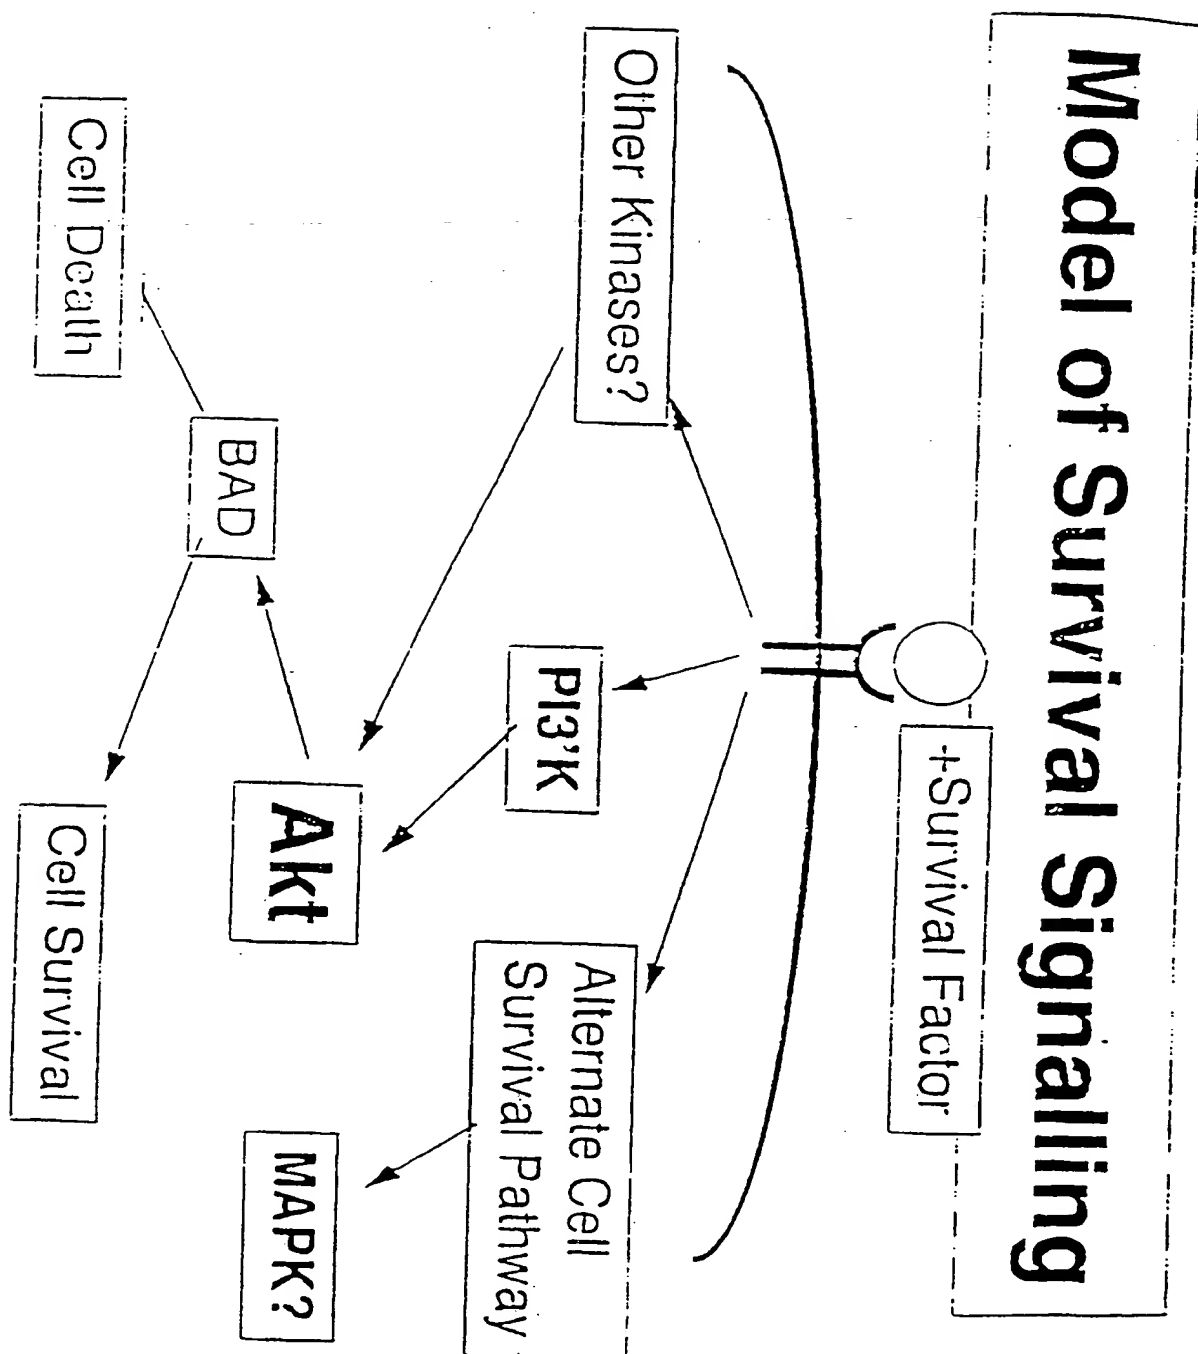 Model of Survival Signalling
+Survival Factor
Other Kinases?
PI3'K
Alternate Cell
Survival Pathway
Akt
MAPK?
BAD
Cell Death
Cell Survival